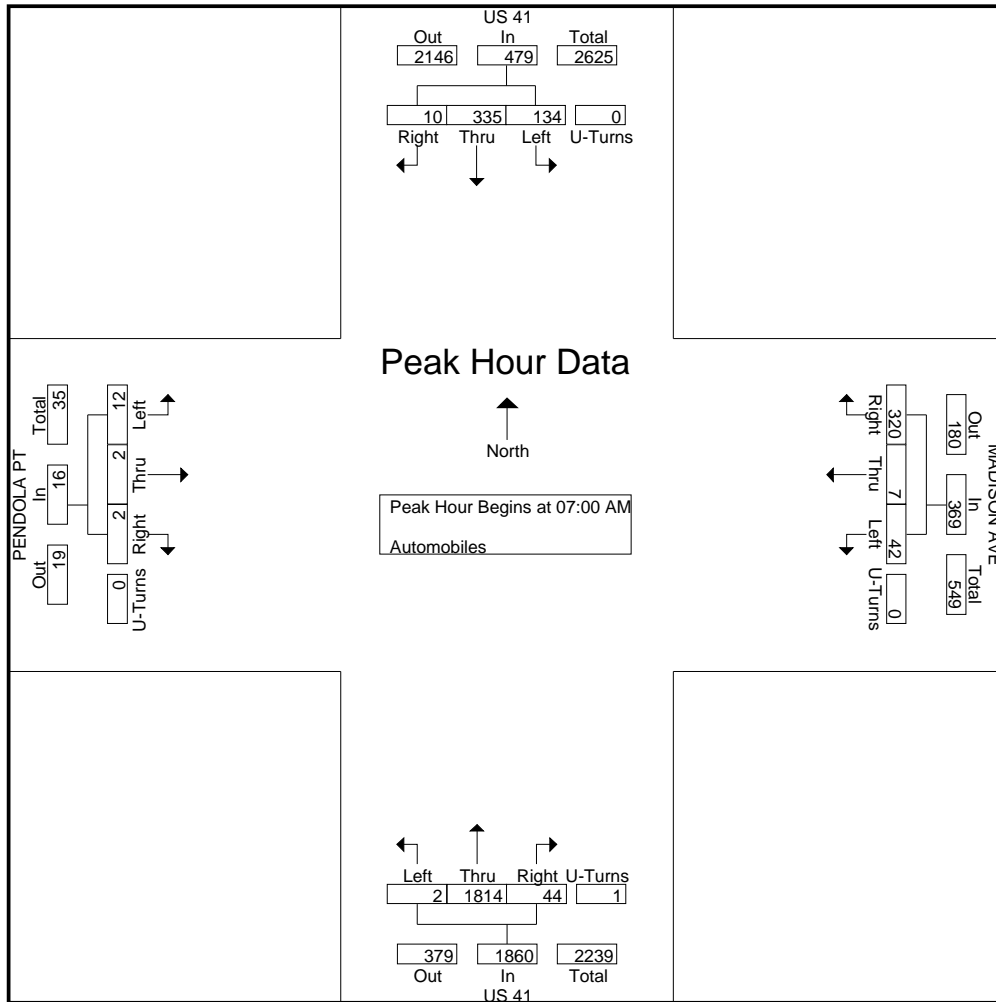 US 41
Out In Total
2146 479 2625
10 335 134 0
Right Thru Left U-Turns
Peak Hour Data
North
Peak Hour Begins at 07:00 AM
Automobiles
PENDOLA PT
Total In Out
35 16 19
12 2 2 0
Left Thru Right U-Turns
MADISON AVE
Out In Total
180 369 549
320 7 42 0
Right Thru Left U-Turns
Left Thru Right U-Turns
2 1814 44 1
379 1860 2239
Out In Total
US 41